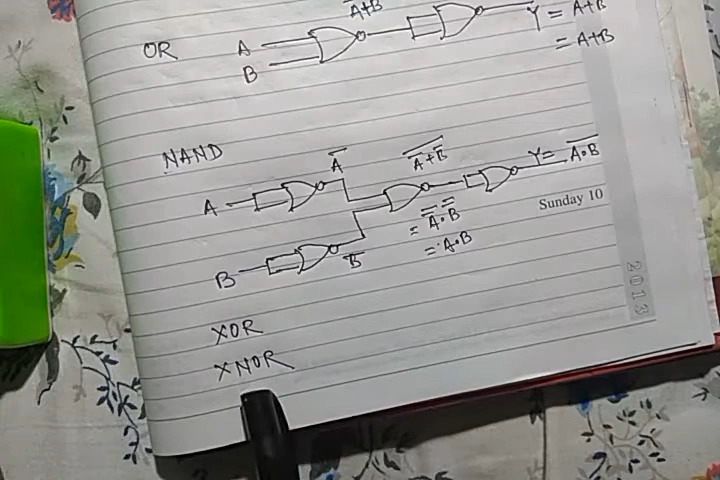 A+B
OR A Y = A+B
B = A+B
NAND
A̅ A̅+B̅ Y = A•B
A = A̿•B̿
Sunday 10
B B̅ = A•B
2013
XOR
XNOR